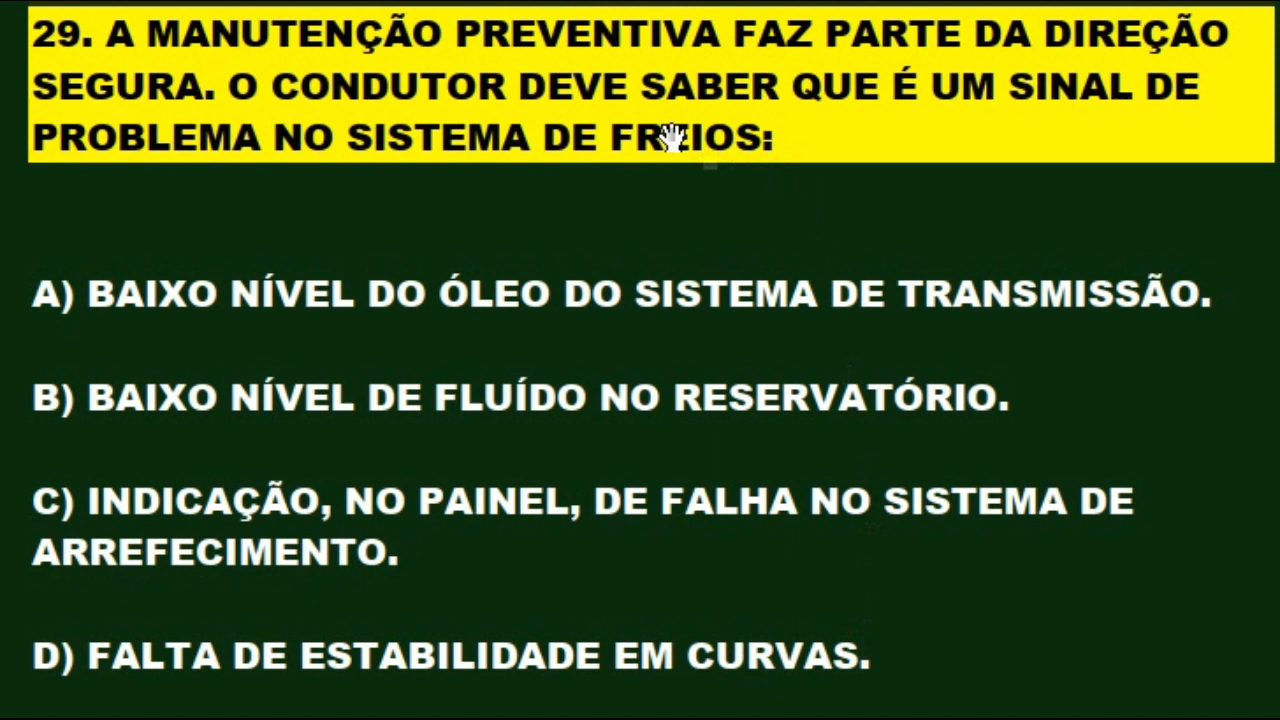 29. A MANUTENÇÃO PREVENTIVA FAZ PARTE DA DIREÇÃO
SEGURA. O CONDUTOR DEVE SABER QUE É UM SINAL DE
PROBLEMA NO SISTEMA DE FREIOS:
A) BAIXO NÍVEL DO ÓLEO DO SISTEMA DE TRANSMISSÃO.
B) BAIXO NÍVEL DE FLUÍDO NO RESERVATÓRIO.
C) INDICAÇÃO, NO PAINEL, DE FALHA NO SISTEMA DE
ARREFECIMENTO.
D) FALTA DE ESTABILIDADE EM CURVAS.